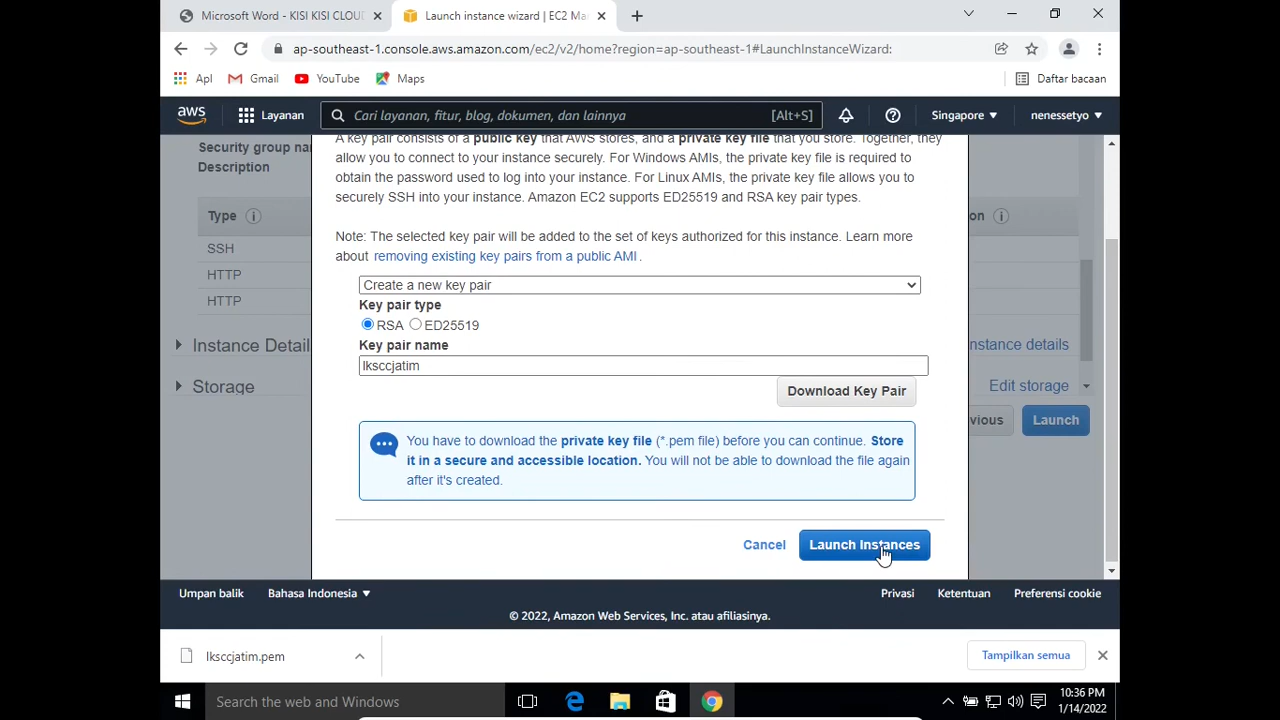 Microsoft Word - KISI KISI CLOUD
Launch instance wizard | EC2 Ma
ap-southeast-1.console.aws.amazon.com/ec2/v2/home?region=ap-southeast-1#LaunchInstanceWizard:
Apl Gmail YouTube Maps Daftar bacaan
aws Layanan Cari layanan, fitur, blog, dokumen, dan lainnya [Alt+S] Singapore nenessetyo
A key pair consists of a public key that AWS stores, and a private key file that you store. Together, they
Security group na
allow you to connect to your instance securely. For Windows AMIs, the private key file is required to
Description
obtain the password used to log into your instance. For Linux AMIs, the private key file allows you to
securely SSH into your instance. Amazon EC2 supports ED25519 and RSA key pair types.
Type on
Note: The selected key pair will be added to the set of keys authorized for this instance. Learn more
SSH
about removing existing key pairs from a public AMI.
HTTP
Create a new key pair
HTTP
Key pair type
RSA ED25519
Instance Detail Key pair name nstance details
lksccjatim
Storage Edit storage
Download Key Pair
ious Launch
You have to download the private key file (*.pem file) before you can continue. Store
it in a secure and accessible location. You will not be able to download the file again
after it's created.
Cancel Launch Instances
Umpan balik Bahasa Indonesia Privasi Ketentuan Preferensi cookie
© 2022, Amazon Web Services, Inc. atau afiliasinya.
lksccjatim.pem Tampilkan semua
Search the web and Windows
10:36 PM
1/14/2022